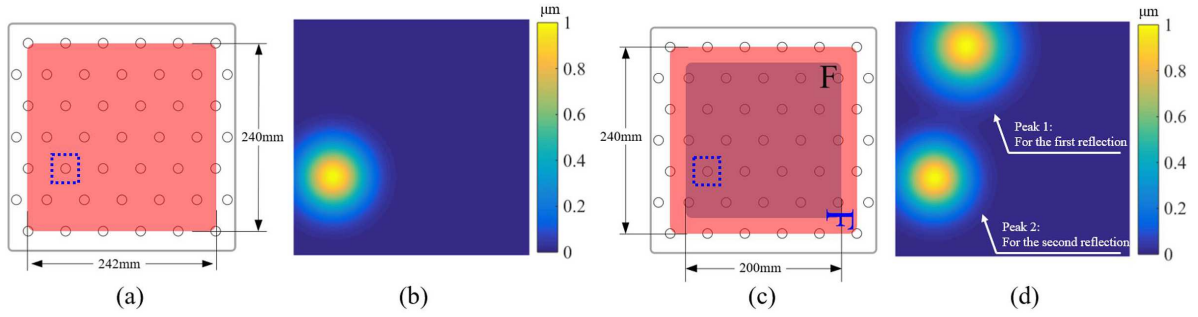 μm
1
0.8
0.6
0.4
0.2
0
240mm
242mm
(a)
(b)
F
F
240mm
200mm
(c)
μm
1
0.8
0.6
0.4
0.2
0
Peak 1:
For the first reflection
Peak 2:
For the second reflection
(d)